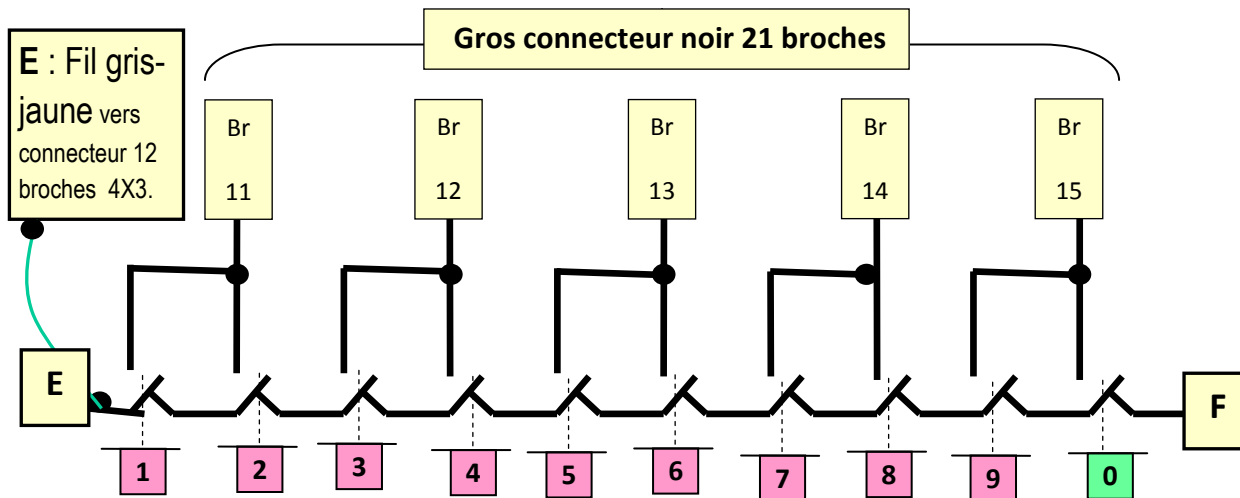 Gros connecteur noir 21 broches
E : Fil gris-
jaune vers
connecteur 12
broches 4X3.
Br
11
Br
12
Br
13
Br
14
Br
15
E
F
1
2
3
4
5
6
7
8
9
0